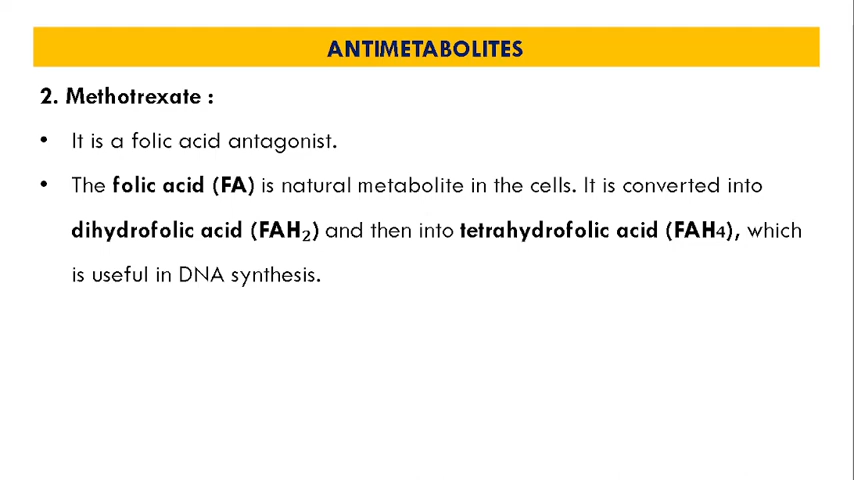 ANTIMETABOLITES
2. Methotrexate :
• It is a folic acid antagonist.
• The folic acid (FA) is natural metabolite in the cells. It is converted into
dihydrofolic acid (FAH₂) and then into tetrahydrofolic acid (FAH4), which
is useful in DNA synthesis.